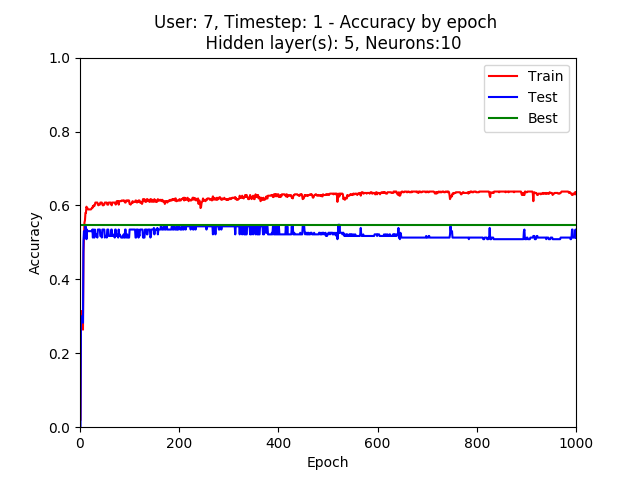 User: 7, Timestep: 1 - Accuracy by epoch
Hidden layer(s): 5, Neurons:10
Train
Test
Best
Accuracy
1.0
0.8
0.6
0.4
0.2
0.0
0 200 400 600 800 1000
Epoch